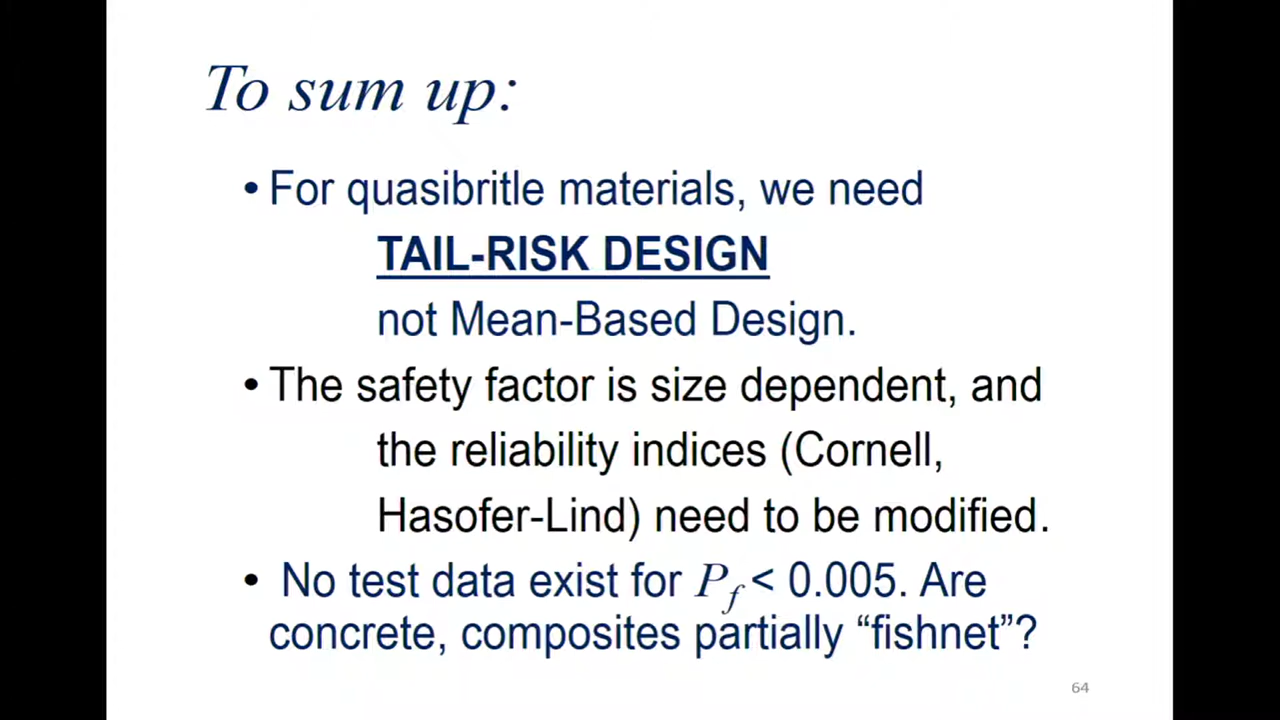 To sum up:
• For quasibritle materials, we need
TAIL-RISK DESIGN
not Mean-Based Design.
• The safety factor is size dependent, and
the reliability indices (Cornell,
Hasofer-Lind) need to be modified.
• No test data exist for P_f < 0.005. Are
concrete, composites partially “fishnet”?
64